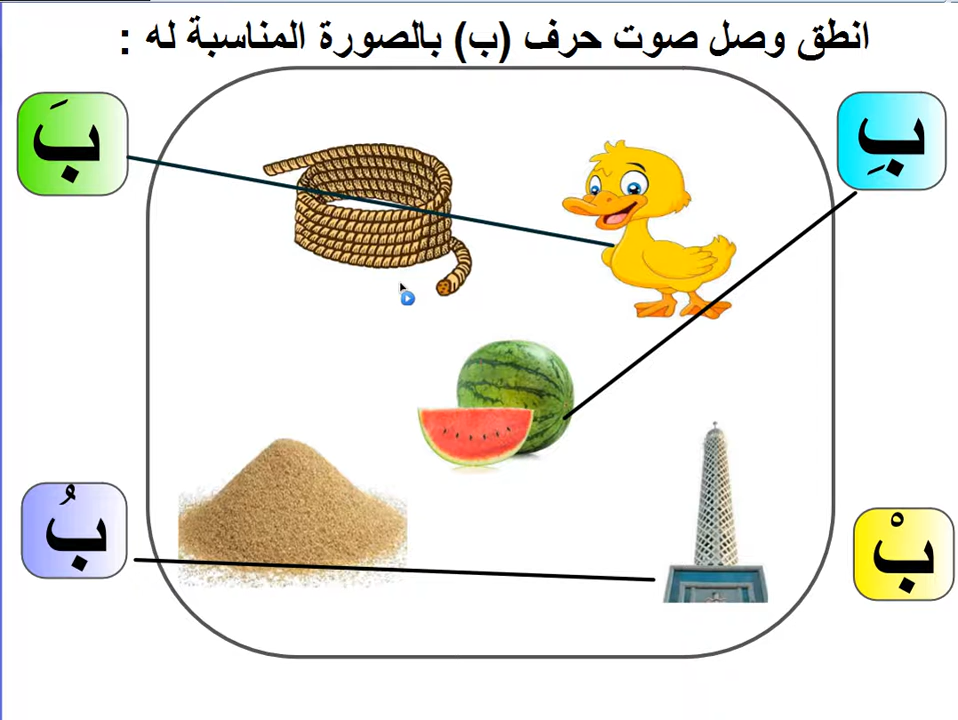 انطق وصل صوت حرف (ب) بالصورة المناسبة له :
بِ
بَ
بْ
بُ